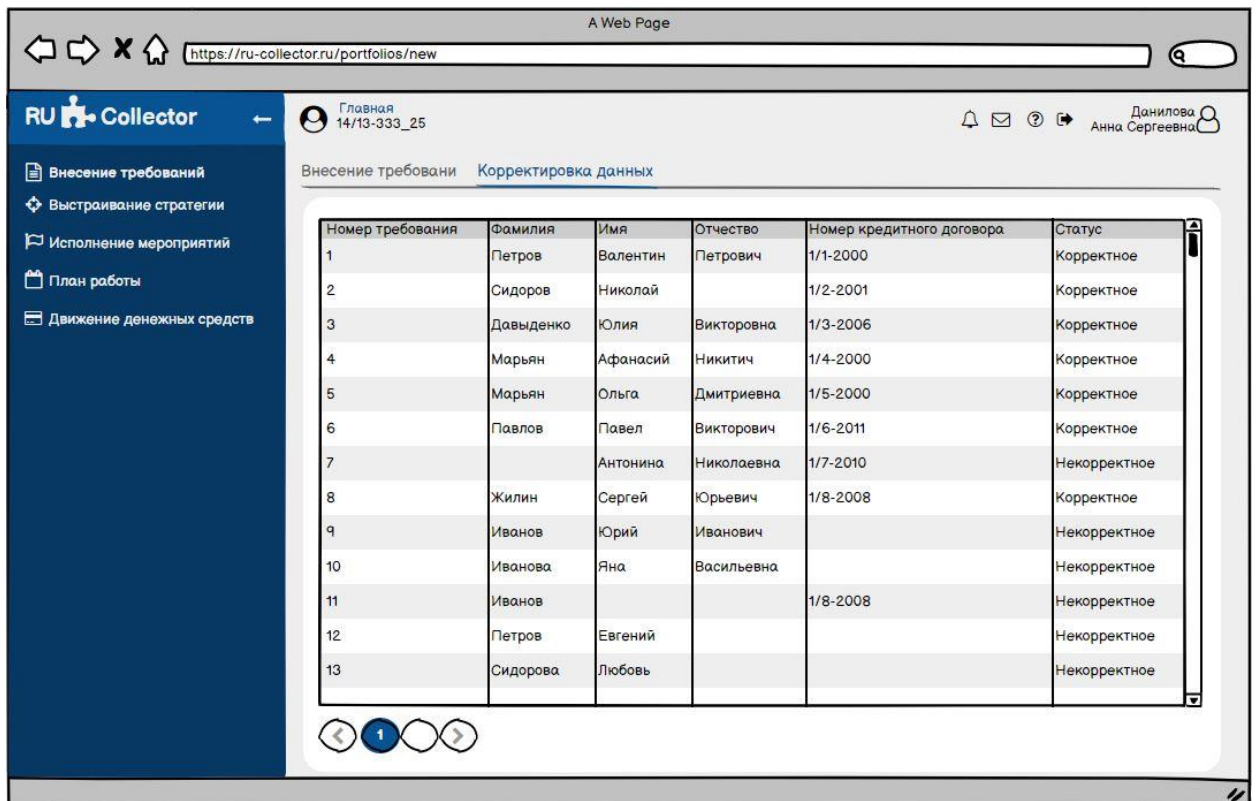 A Web Page
https://ru-collector.ru/portfolios/new
RU Collector
Главная
14/13-333_25
Данилова
Анна Сергеевна
Внесение требований
Выстраивание стратегии
Исполнение мероприятий
План работы
Движение денежных средств
Внесение требовани Корректировка данных
Номер требования Фамилия Имя Отчество Номер кредитного договора Статус
1 Петров Валентин Петрович 1/1-2000 Корректное
2 Сидоров Николай 1/2-2001 Корректное
3 Давыденко Юлия Викторовна 1/3-2006 Корректное
4 Марьян Афанасий Никитич 1/4-2000 Корректное
5 Марьян Ольга Дмитриевна 1/5-2000 Корректное
6 Павлов Павел Викторович 1/6-2011 Корректное
7 Антонина Николаевна 1/7-2010 Некорректное
8 Жилин Сергей Юрьевич 1/8-2008 Корректное
9 Иванов Юрий Иванович Некорректное
10 Иванова Яна Васильевна Некорректное
11 Иванов 1/8-2008 Некорректное
12 Петров Евгений Некорректное
13 Сидорова Любовь Некорректное
1